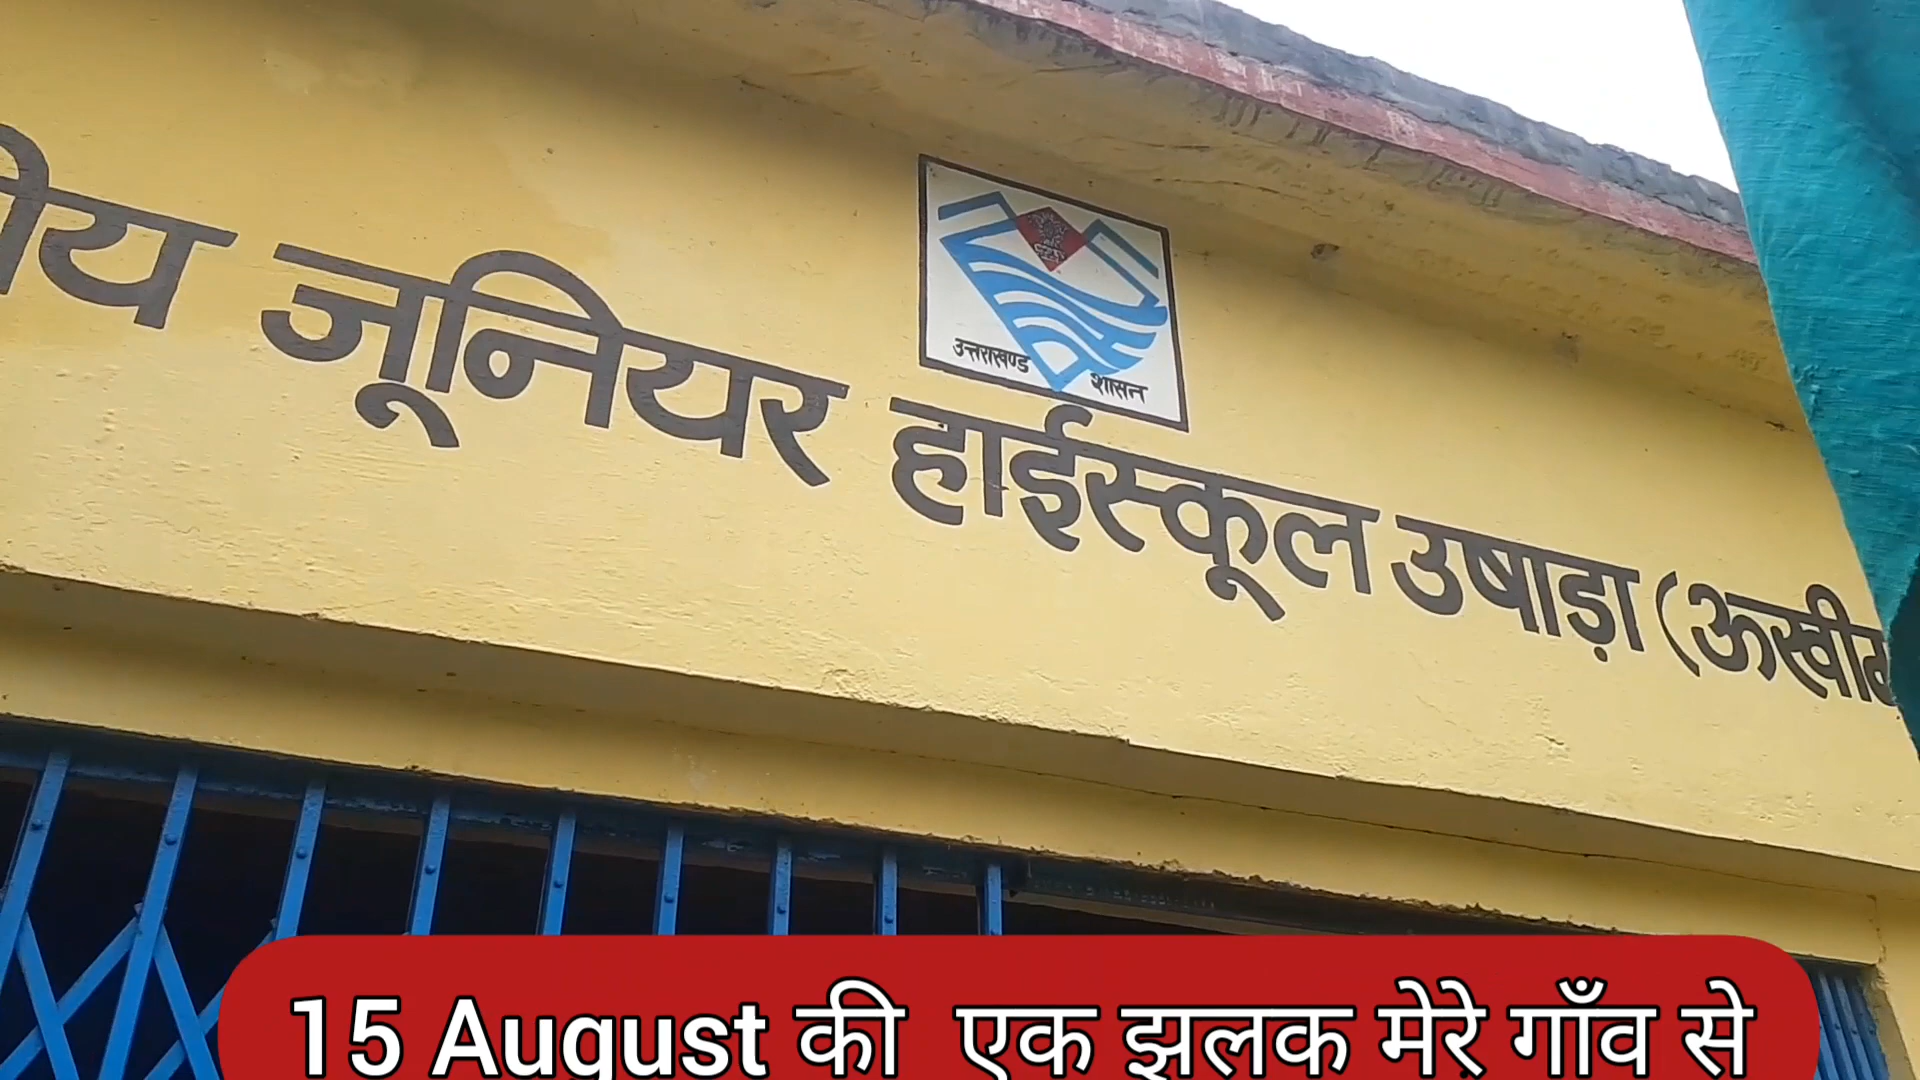 उत्तराखण्ड शासन
जूनियर हाईस्कूल उषाड़ा
15 August की एक झलक मेरे गाँव से